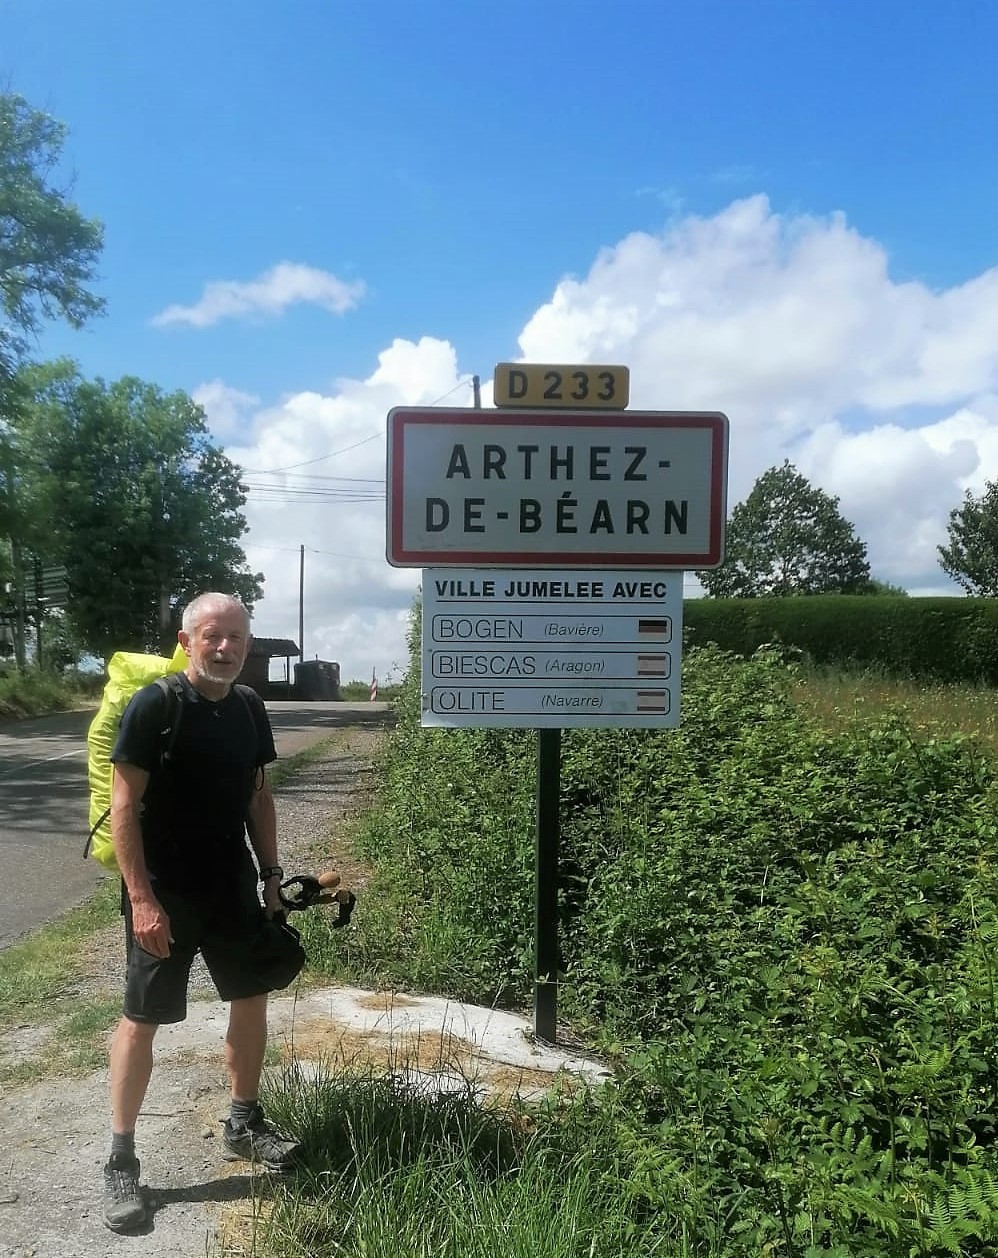 D 233
ARTHEZ-
DE-BÉARN
VILLE JUMELEE AVEC
BOGEN (Bavière)
BIESCAS (Aragon)
OLITE (Navarre)